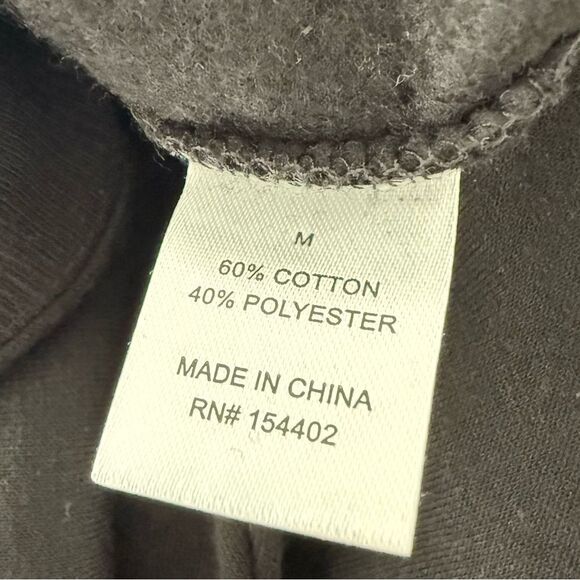 M
60% COTTON
40% POLYESTER
MADE IN CHINA
RN# 154402